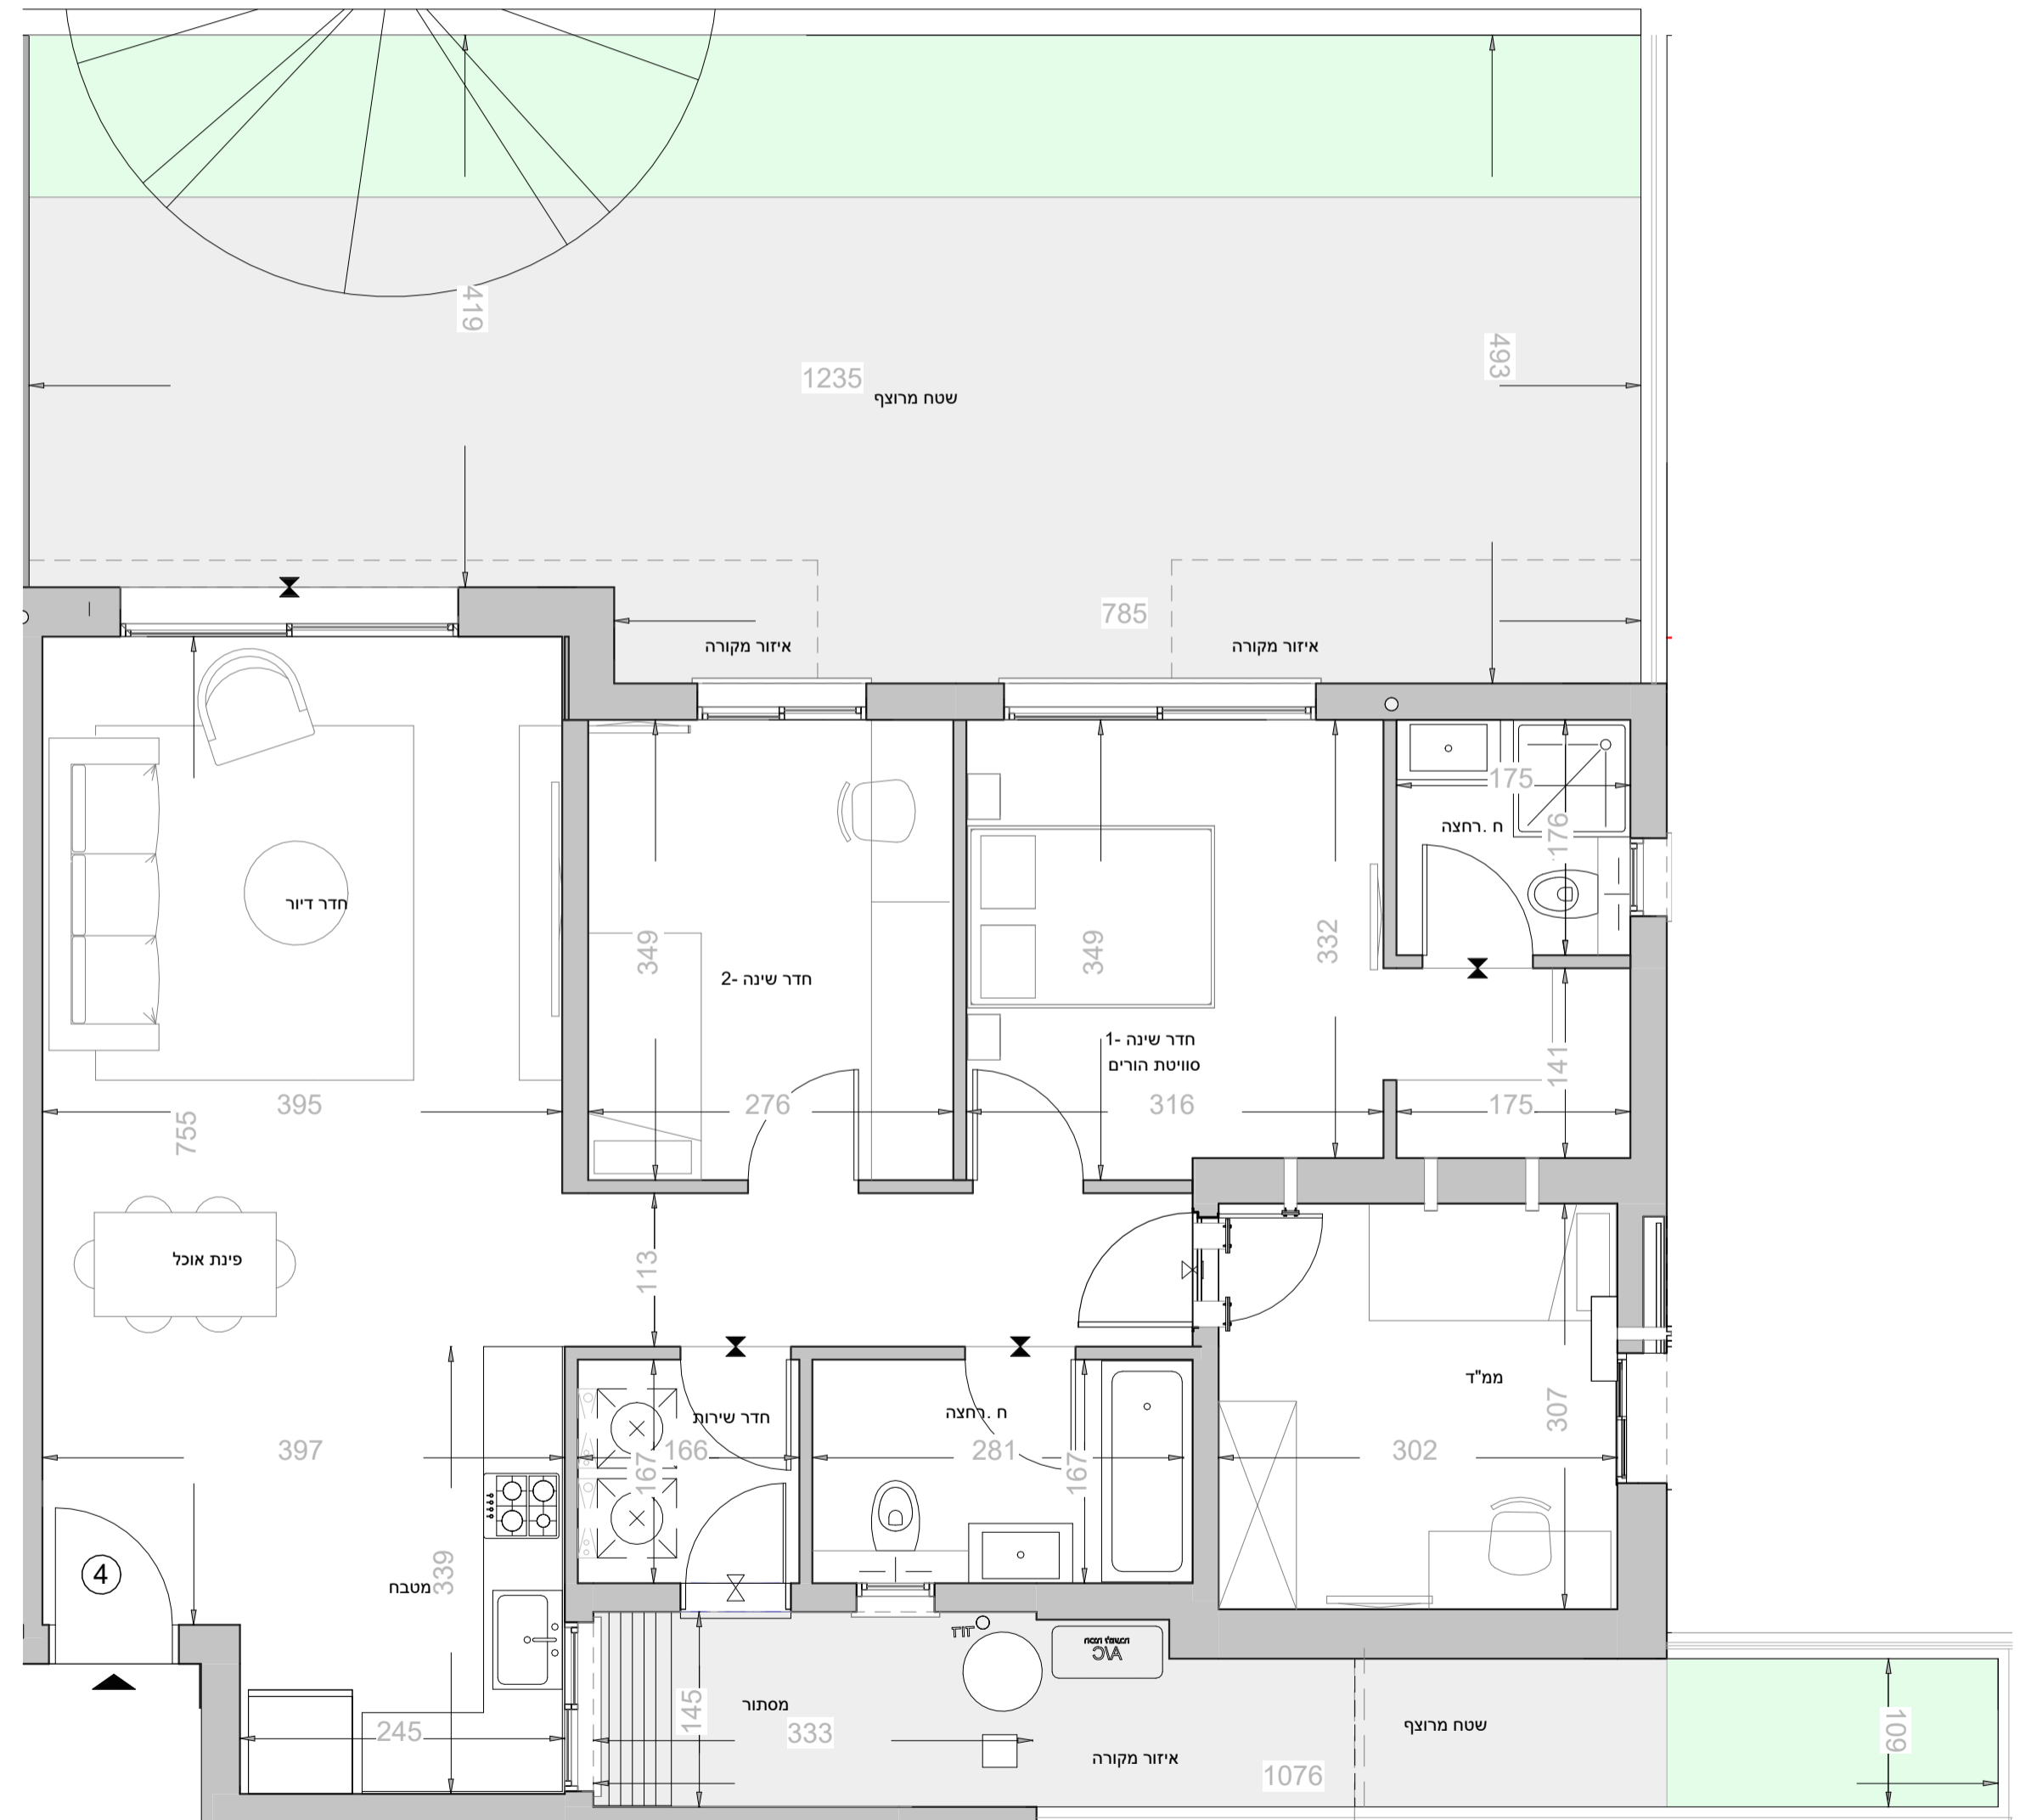 419
1235
493
שטח מרוצף
785
איזור מקורה
איזור מקורה
175
ח .רחצה
176
חדר דיור
349
חדר שינה -2
349
332
חדר שינה -1
סוויטת הורים
141
395
276
316
175
755
113
פינת אוכל
ממ"ד
307
חדר שירות
ח .רחצה
397
166
167
281
167
302
4
339
מטבח
דוד
A/C
145
מסתור
333
245
איזור מקורה
שטח מרוצף
109
1076